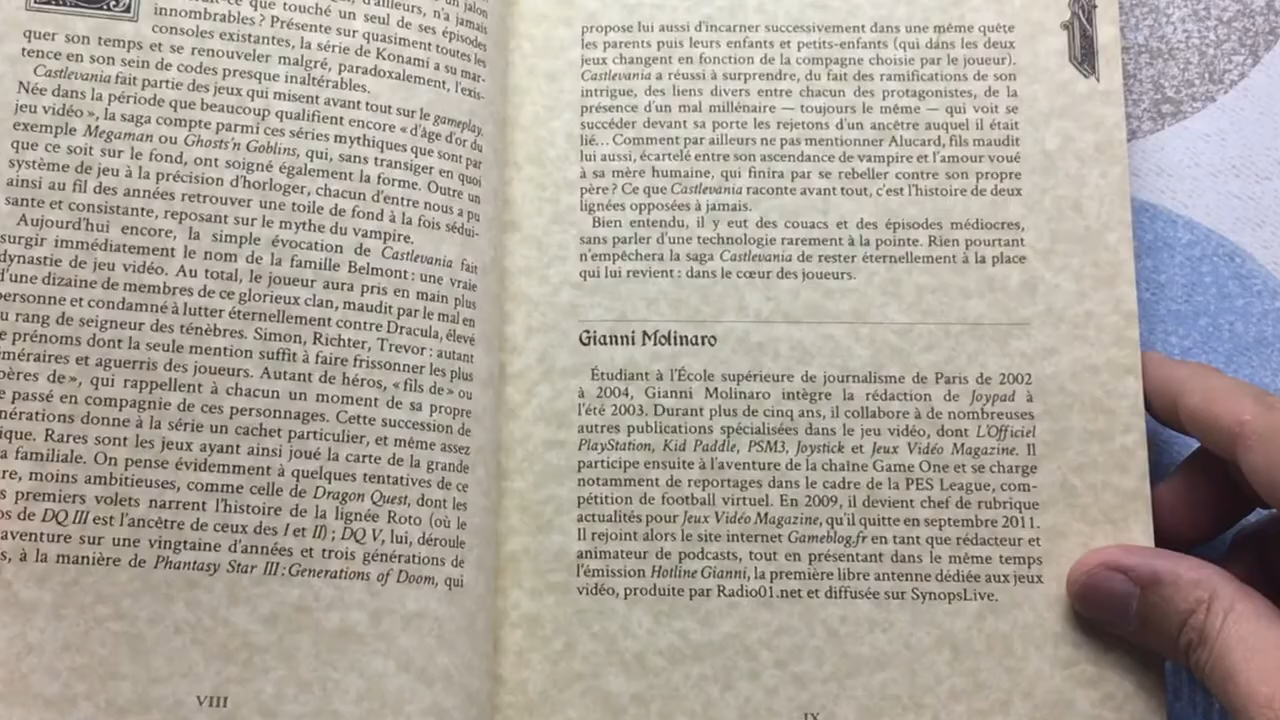 que touché un seul de ses épisodes
innombrables ? Présente sur quasiment toutes les
consoles existantes, la série de Konami a su mar-
quer son temps et se renouveler malgré, paradoxalement, l'exis-
tence en son sein de codes presque inaltérables.
Castlevania fait partie des jeux qui misent avant tout sur le gameplay.
Née dans la période que beaucoup qualifient encore « d'âge d'or du
jeu vidéo », la saga compte parmi ces séries mythiques que sont par
exemple Megaman ou Ghosts'n Goblins, qui, sans transiger en quoi
que ce soit sur le fond, ont soigné également la forme. Outre un
système de jeu à la précision d'horloger, chacun d'entre nous a pu
ainsi au fil des années retrouver une toile de fond à la fois sédui-
sante et consistante, reposant sur le mythe du vampire.
Aujourd'hui encore, la simple évocation de Castlevania fait
surgir immédiatement le nom de la famille Belmont : une vraie
dynastie de jeu vidéo. Au total, le joueur aura pris en main plus
d'une dizaine de membres de ce glorieux clan, maudit par le mal en
personne et condamné à lutter éternellement contre Dracula, élevé
au rang de seigneur des ténèbres. Simon, Richter, Trevor : autant
de prénoms dont la seule mention suffit à faire frissonner les plus
méraires et aguerris des joueurs. Autant de héros, « fils de » ou
pères de », qui rappellent à chacun un moment de sa propre
passé en compagnie de ces personnages. Cette succession de
nérations donne à la série un cachet particulier, et même assez
ique. Rares sont les jeux ayant ainsi joué la carte de la grande
a familiale. On pense évidemment à quelques tentatives de ce
re, moins ambitieuses, comme celle de Dragon Quest, dont les
s premiers volets narrent l'histoire de la lignée Roto (où le
os de DQ III est l'ancêtre de ceux des I et II) ; DQ V, lui, déroule
aventure sur une vingtaine d'années et trois générations de
s, à la manière de Phantasy Star III : Generations of Doom, qui
VIII
propose lui aussi d'incarner successivement dans une même quête
les parents puis leurs enfants et petits-enfants (qui dans les deux
jeux changent en fonction de la compagne choisie par le joueur).
Castlevania a réussi à surprendre, du fait des ramifications de son
intrigue, des liens divers entre chacun des protagonistes, de la
présence d'un mal millénaire — toujours le même — qui voit se
succéder devant sa porte les rejetons d'un ancêtre auquel il était
lié… Comment par ailleurs ne pas mentionner Alucard, fils maudit
lui aussi, écartelé entre son ascendance de vampire et l'amour voué
à sa mère humaine, qui finira par se rebeller contre son propre
père ? Ce que Castlevania raconte avant tout, c'est l'histoire de deux
lignées opposées à jamais.
Bien entendu, il y eut des couacs et des épisodes médiocres,
sans parler d'une technologie rarement à la pointe. Rien pourtant
n'empêchera la saga Castlevania de rester éternellement à la place
qui lui revient : dans le cœur des joueurs.
Gianni Molinaro
Étudiant à l'École supérieure de journalisme de Paris de 2002
à 2004, Gianni Molinaro intègre la rédaction de Joypad à
l'été 2003. Durant plus de cinq ans, il collabore à de nombreuses
autres publications spécialisées dans le jeu vidéo, dont L'Officiel
PlayStation, Kid Paddle, PSM3, Joystick et Jeux Vidéo Magazine. Il
participe ensuite à l'aventure de la chaîne Game One et se charge
notamment de reportages dans le cadre de la PES League, com-
pétition de football virtuel. En 2009, il devient chef de rubrique
actualités pour Jeux Vidéo Magazine, qu'il quitte en septembre 2011.
Il rejoint alors le site internet Gameblog.fr en tant que rédacteur et
animateur de podcasts, tout en présentant dans le même temps
l'émission Hotline Gianni, la première libre antenne dédiée aux jeux
vidéo, produite par Radio01.net et diffusée sur SynopsLive.
IX